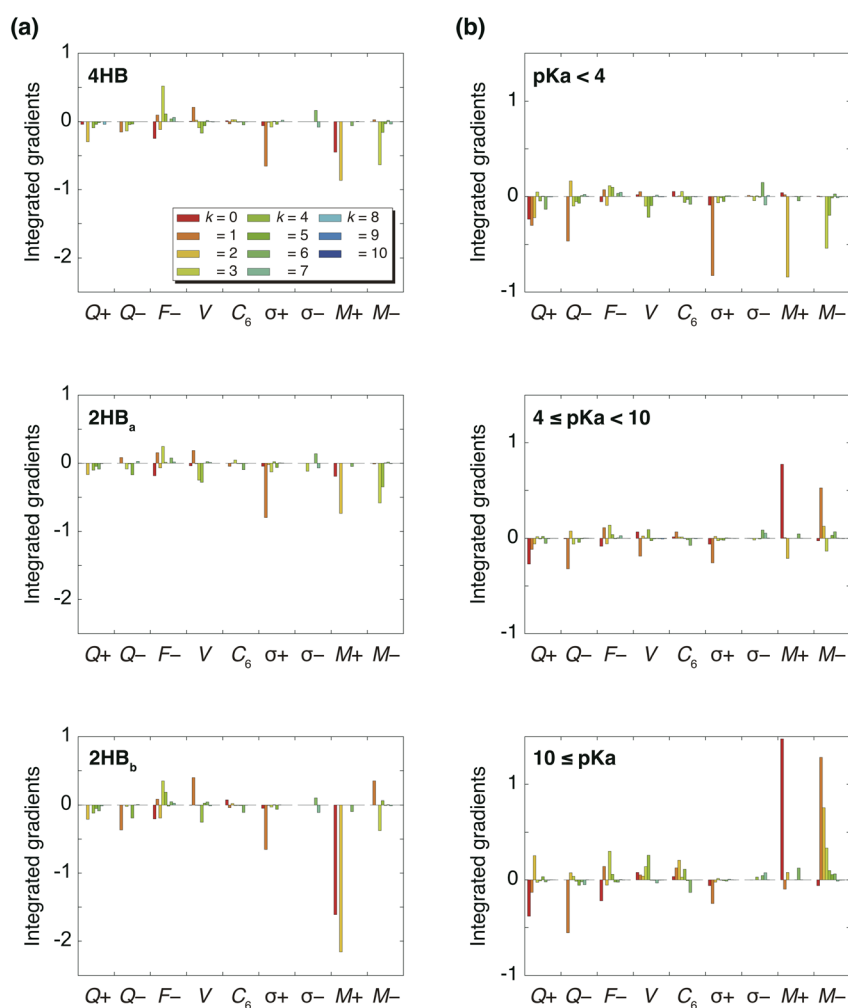 (a)
(b)
1
4HB
0
-1
-2
Integrated gradients
k = 0
= 1
= 2
= 3
= 4
= 5
= 6
= 7
= 8
= 9
= 10
Q+ Q− F− V C6 σ+ σ− M+ M−
1
pKa < 4
0
-1
Integrated gradients
Q+ Q− F− V C6 σ+ σ− M+ M−
1
2HBa
0
-1
-2
Integrated gradients
Q+ Q− F− V C6 σ+ σ− M+ M−
1
4 ≤ pKa < 10
0
-1
Integrated gradients
Q+ Q− F− V C6 σ+ σ− M+ M−
1
2HBb
0
-1
-2
Integrated gradients
Q+ Q− F− V C6 σ+ σ− M+ M−
10 ≤ pKa
1
0
-1
Integrated gradients
Q+ Q− F− V C6 σ+ σ− M+ M−